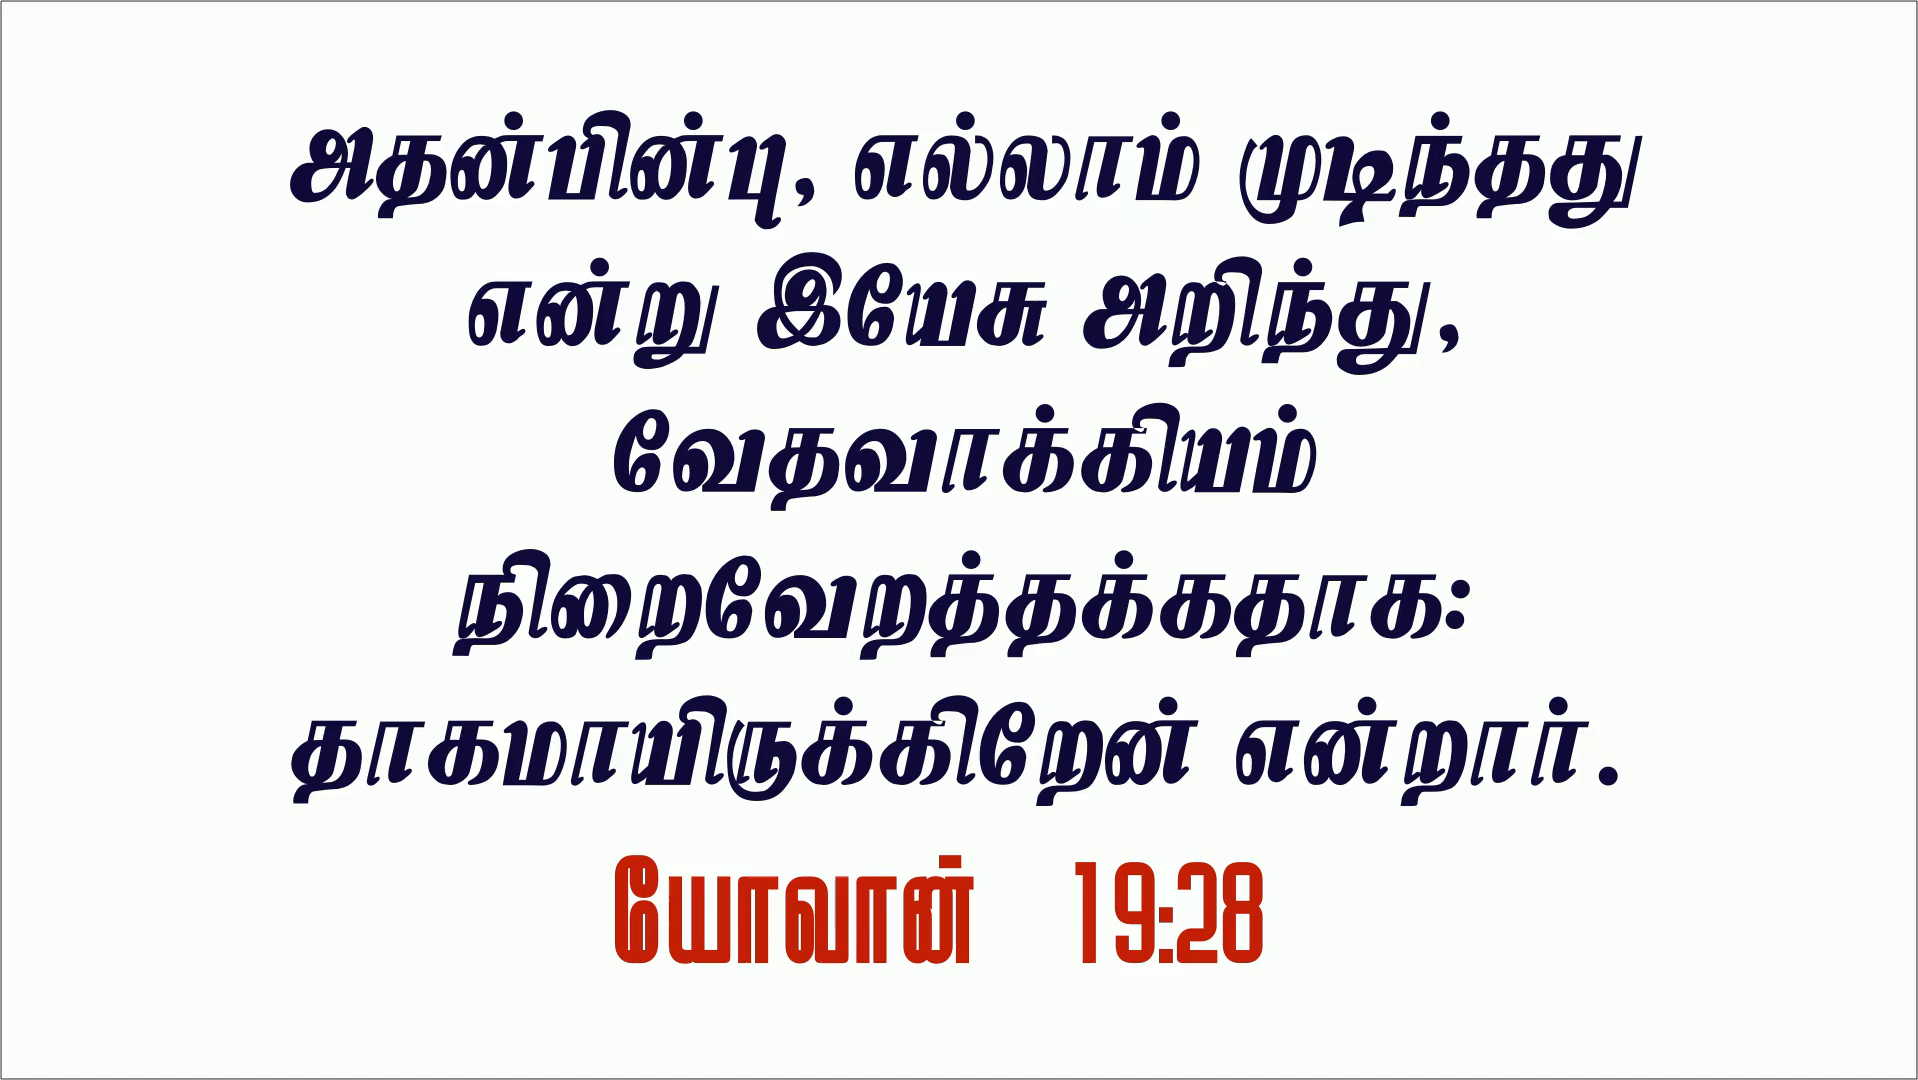 அதன்பின்பு, எல்லாம் முடிந்தது
என்று இயேசு அறிந்து,
வேதவாக்கியம்
நிறைவேறத்தக்கதாக:
தாகமாயிருக்கிறேன் என்றார்.
யோவான் 19:28